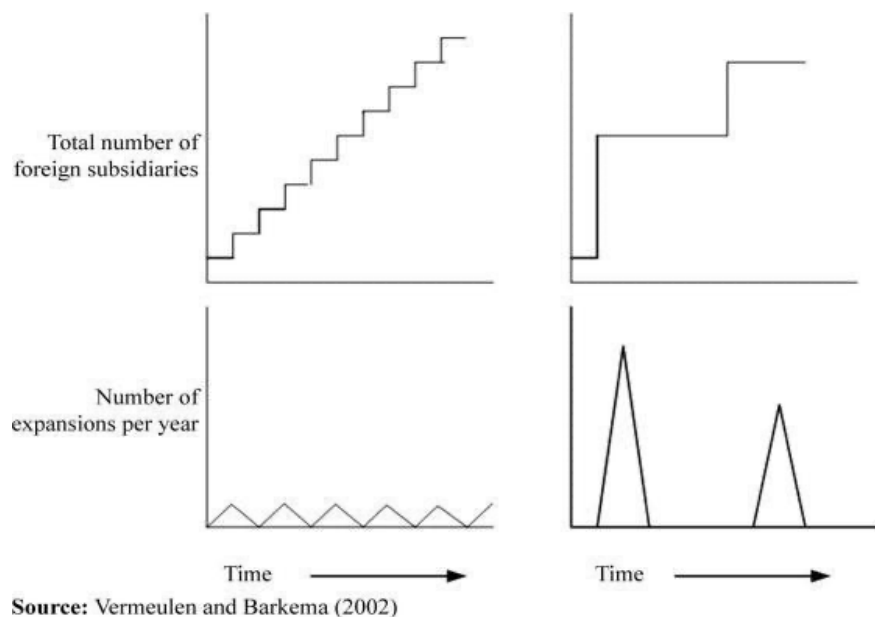 Total number of
foreign subsidiaries
Number of
expansions per year
Time
Time
Source: Vermeulen and Barkema (2002)